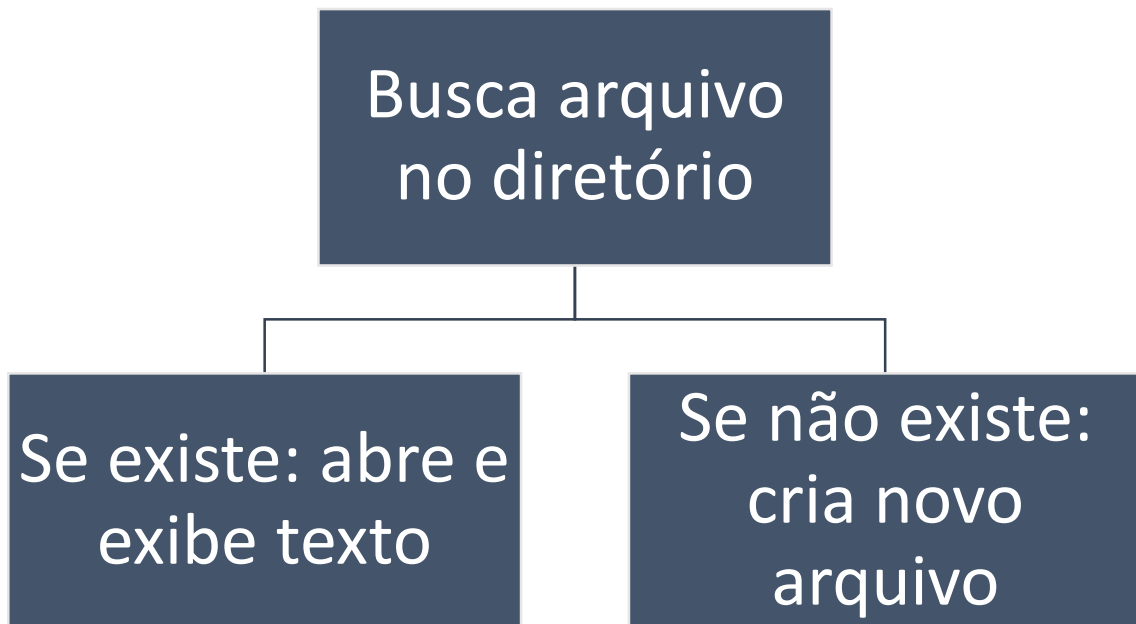 Busca arquivo
no diretório
Se existe: abre e
exibe texto
Se não existe:
cria novo
arquivo